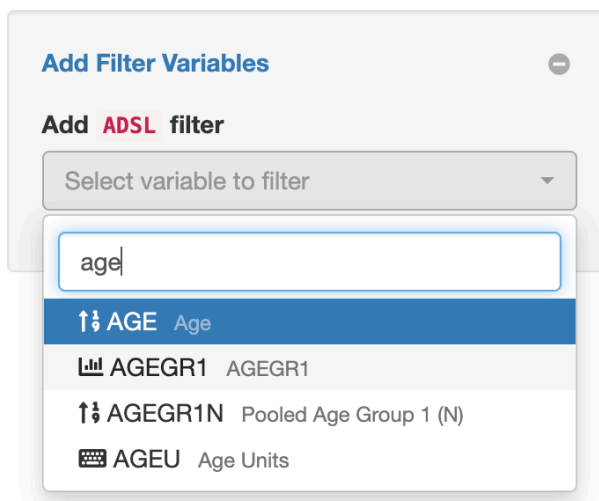 Add Filter Variables
Add ADSL filter
Select variable to filter
age
AGE Age
AGEGR1 AGEGR1
AGEGR1N Pooled Age Group 1 (N)
AGEU Age Units